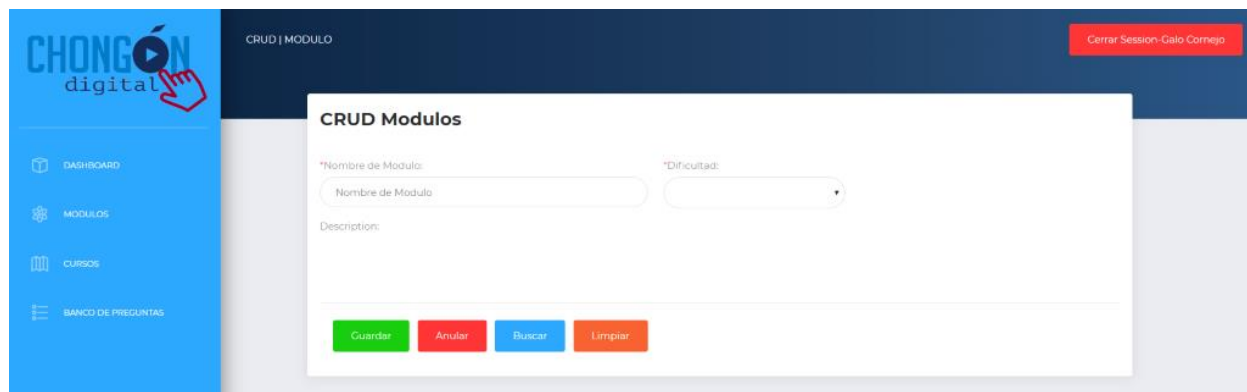 CHONGÓN
digital
CRUD | MODULO
Cerrar Session-Galo Cornejo
DASHBOARD
MODULOS
CURSOS
BANCO DE PREGUNTAS
CRUD Modulos
*Nombre de Modulo:
*Dificultad:
Nombre de Modulo
Description:
Guardar
Anular
Buscar
Limpiar